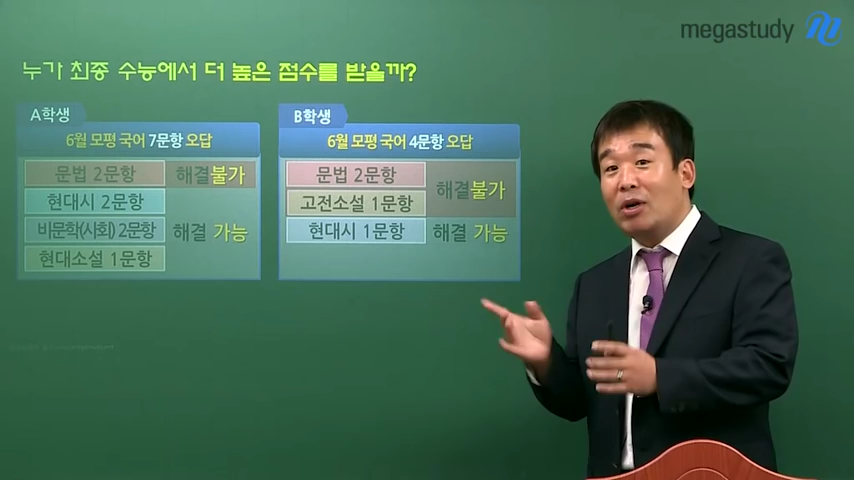 megastudy
누가 최종 수능에서 더 높은 점수를 받을까?
A학생
6월 모평 국어 7문항 오답
문법 2문항 해결불가
현대시 2문항
비문학(사회) 2문항 해결 가능
현대소설 1문항
B학생
6월 모평 국어 4문항 오답
문법 2문항
해결불가
고전소설 1문항
현대시 1문항 해결 가능